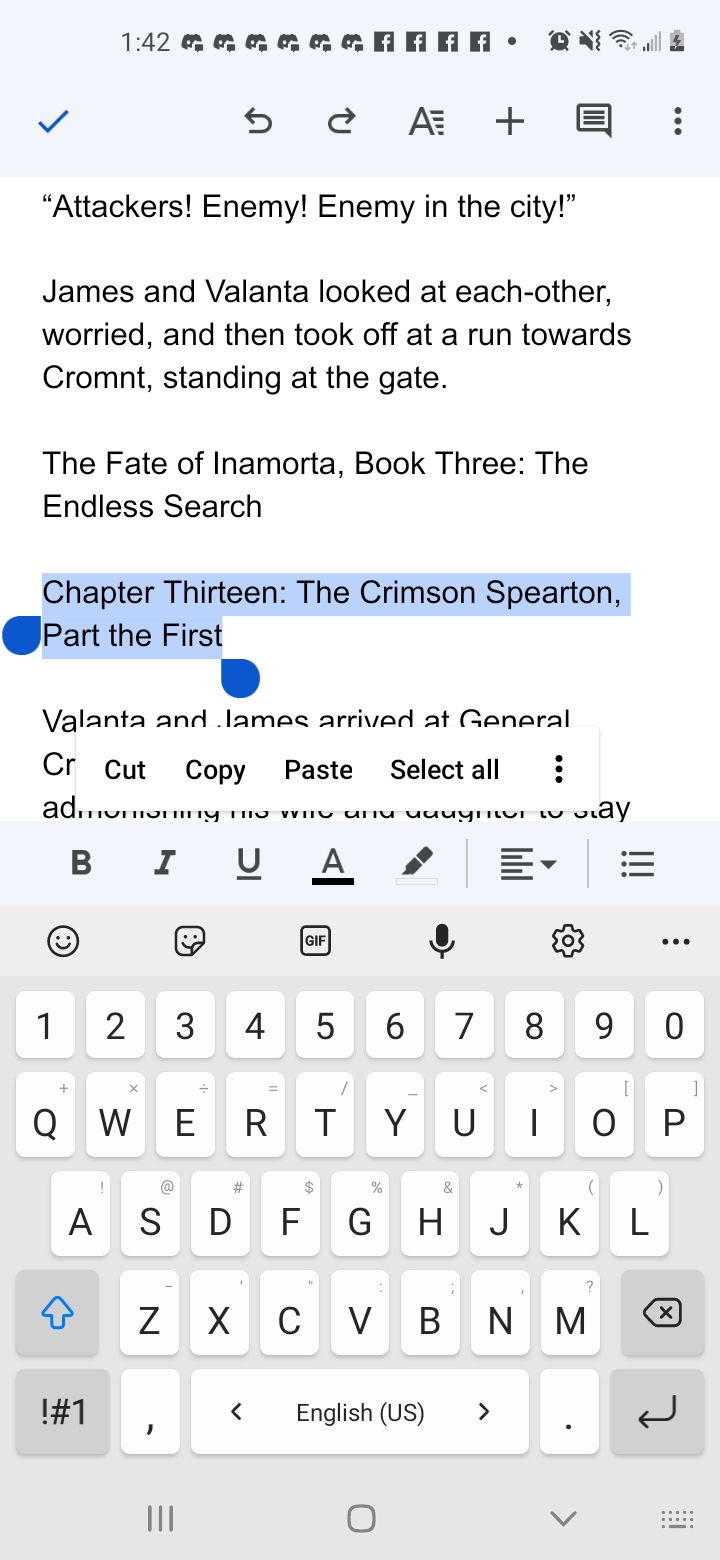 1:42
“Attackers! Enemy! Enemy in the city!”
James and Valanta looked at each-other,
worried, and then took off at a run towards
Cromnt, standing at the gate.
The Fate of Inamorta, Book Three: The
Endless Search
Chapter Thirteen: The Crimson Spearton,
Part the First
Valanta and James arrived at General
Cr
Cut Copy Paste Select all
admonishing his wife and daughter to stay
B I U A
GIF
1 2 3 4 5 6 7 8 9 0
+ × ÷ = / _ < > [ ]
Q W E R T Y U I O P
! @ # $ % & * ( )
A S D F G H J K L
- ' " : ; , ?
Z X C V B N M
!#1 , < English (US) > .